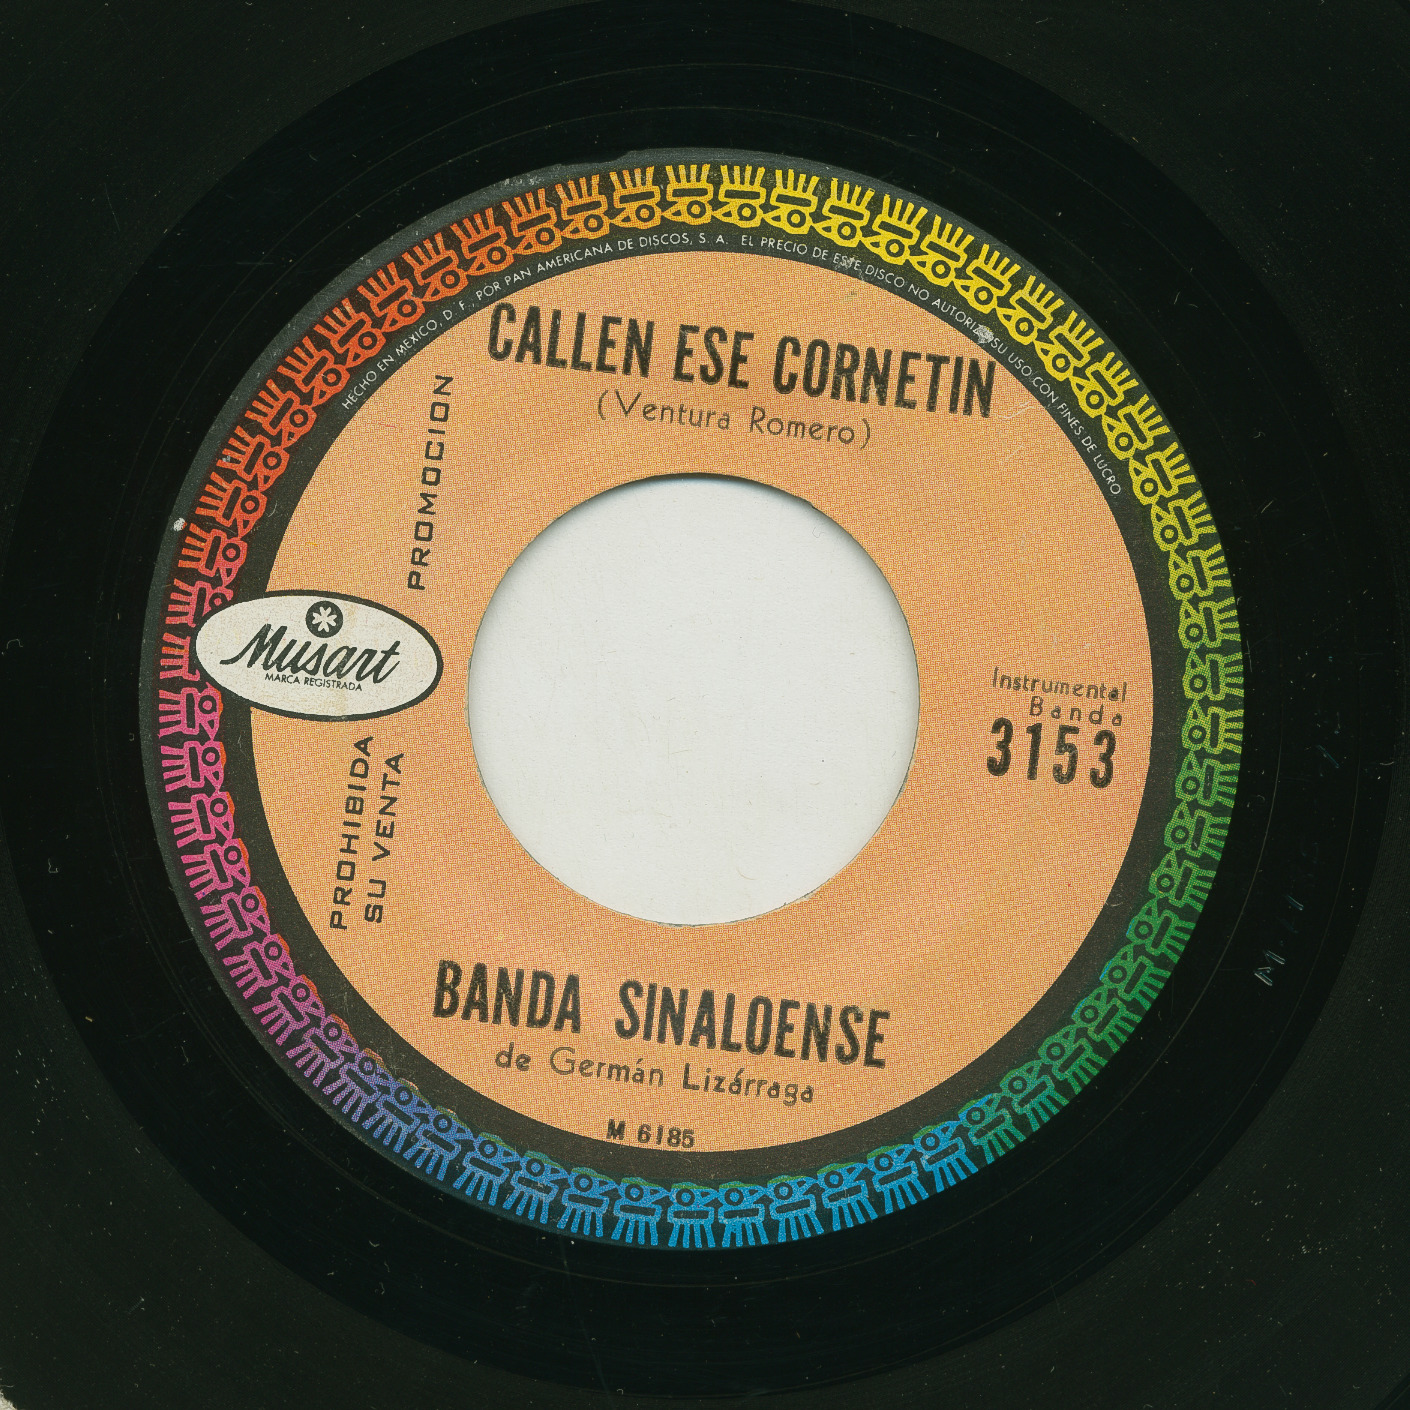 HECHO EN MEXICO, D. F., POR PAN AMERICANA DE DISCOS, S. A. EL PRECIO DE ESTE DISCO NO AUTORIZA SU USO CON FINES DE LUCRO.
CALLEN ESE CORNETIN
(Ventura Romero)
PROMOCION
Musart
MARCA REGISTRADA
Instrumental
Banda
3153
PROHIBIDA
SU VENTA
BANDA SINALOENSE
de Germán Lizárraga
M 6185